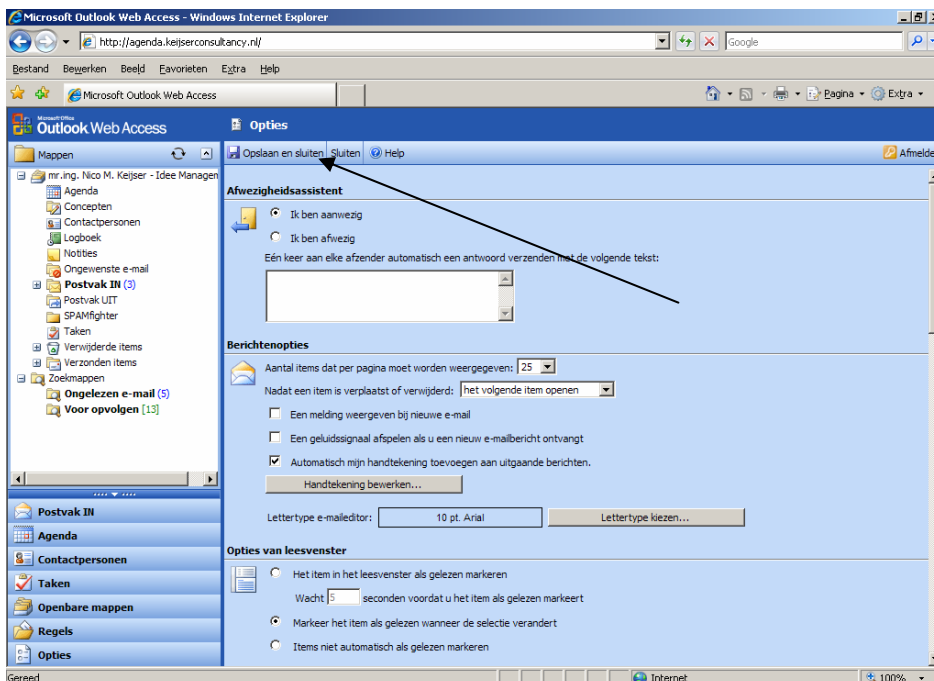 Microsoft Outlook Web Access - Windows Internet Explorer
http://agenda.keijserconsultancy.nl/
Google
Bestand Bewerken Beeld Favorieten Extra Help
Microsoft Outlook Web Access
Pagina Extra
Microsoft Office
Outlook Web Access
Opties
Mappen
Opslaan en sluiten Sluiten Help Afmelde
mr.ing. Nico M. Keijser - Idee Managen
Agenda
Concepten
Contactpersonen
Logboek
Notities
Ongewenste e-mail
Postvak IN (3)
Postvak UIT
SPAMfighter
Taken
Verwijderde items
Verzonden items
Zoekmappen
Ongelezen e-mail (5)
Voor opvolgen [13]
Postvak IN
Agenda
Contactpersonen
Taken
Openbare mappen
Regels
Opties
Afwezigheidsassistent
Ik ben aanwezig
Ik ben afwezig
Eén keer aan elke afzender automatisch een antwoord verzenden met de volgende tekst:
Berichtenopties
Aantal items dat per pagina moet worden weergegeven: 25
Nadat een item is verplaatst of verwijderd: het volgende item openen
Een melding weergeven bij nieuwe e-mail
Een geluidssignaal afspelen als u een nieuw e-mailbericht ontvangt
Automatisch mijn handtekening toevoegen aan uitgaande berichten.
Handtekening bewerken...
Lettertype e-maileditor: 10 pt. Arial Lettertype kiezen...
Opties van leesvenster
Het item in het leesvenster als gelezen markeren
Wacht 5 seconden voordat u het item als gelezen markeert
Markeer het item als gelezen wanneer de selectie verandert
Items niet automatisch als gelezen markeren
Gereed Internet 100%